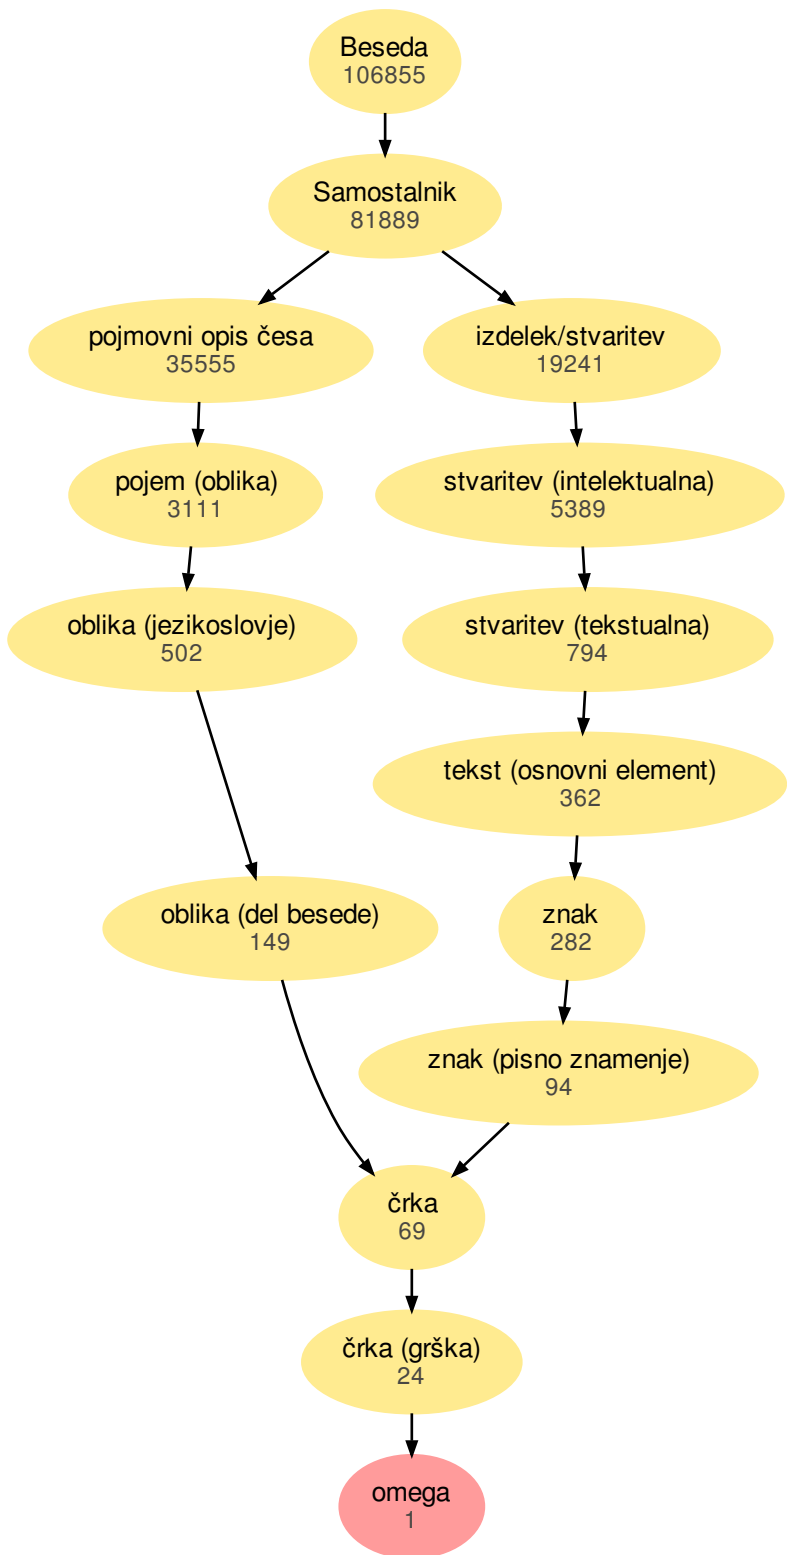 Beseda
106855
Samostalnik
81889
pojmovni opis česa
35555
izdelek/stvaritev
19241
pojem (oblika)
3111
stvaritev (intelektualna)
5389
oblika (jezikoslovje)
502
stvaritev (tekstualna)
794
tekst (osnovni element)
362
oblika (del besede)
149
znak
282
znak (pisno znamenje)
94
črka
69
črka (grška)
24
omega
1